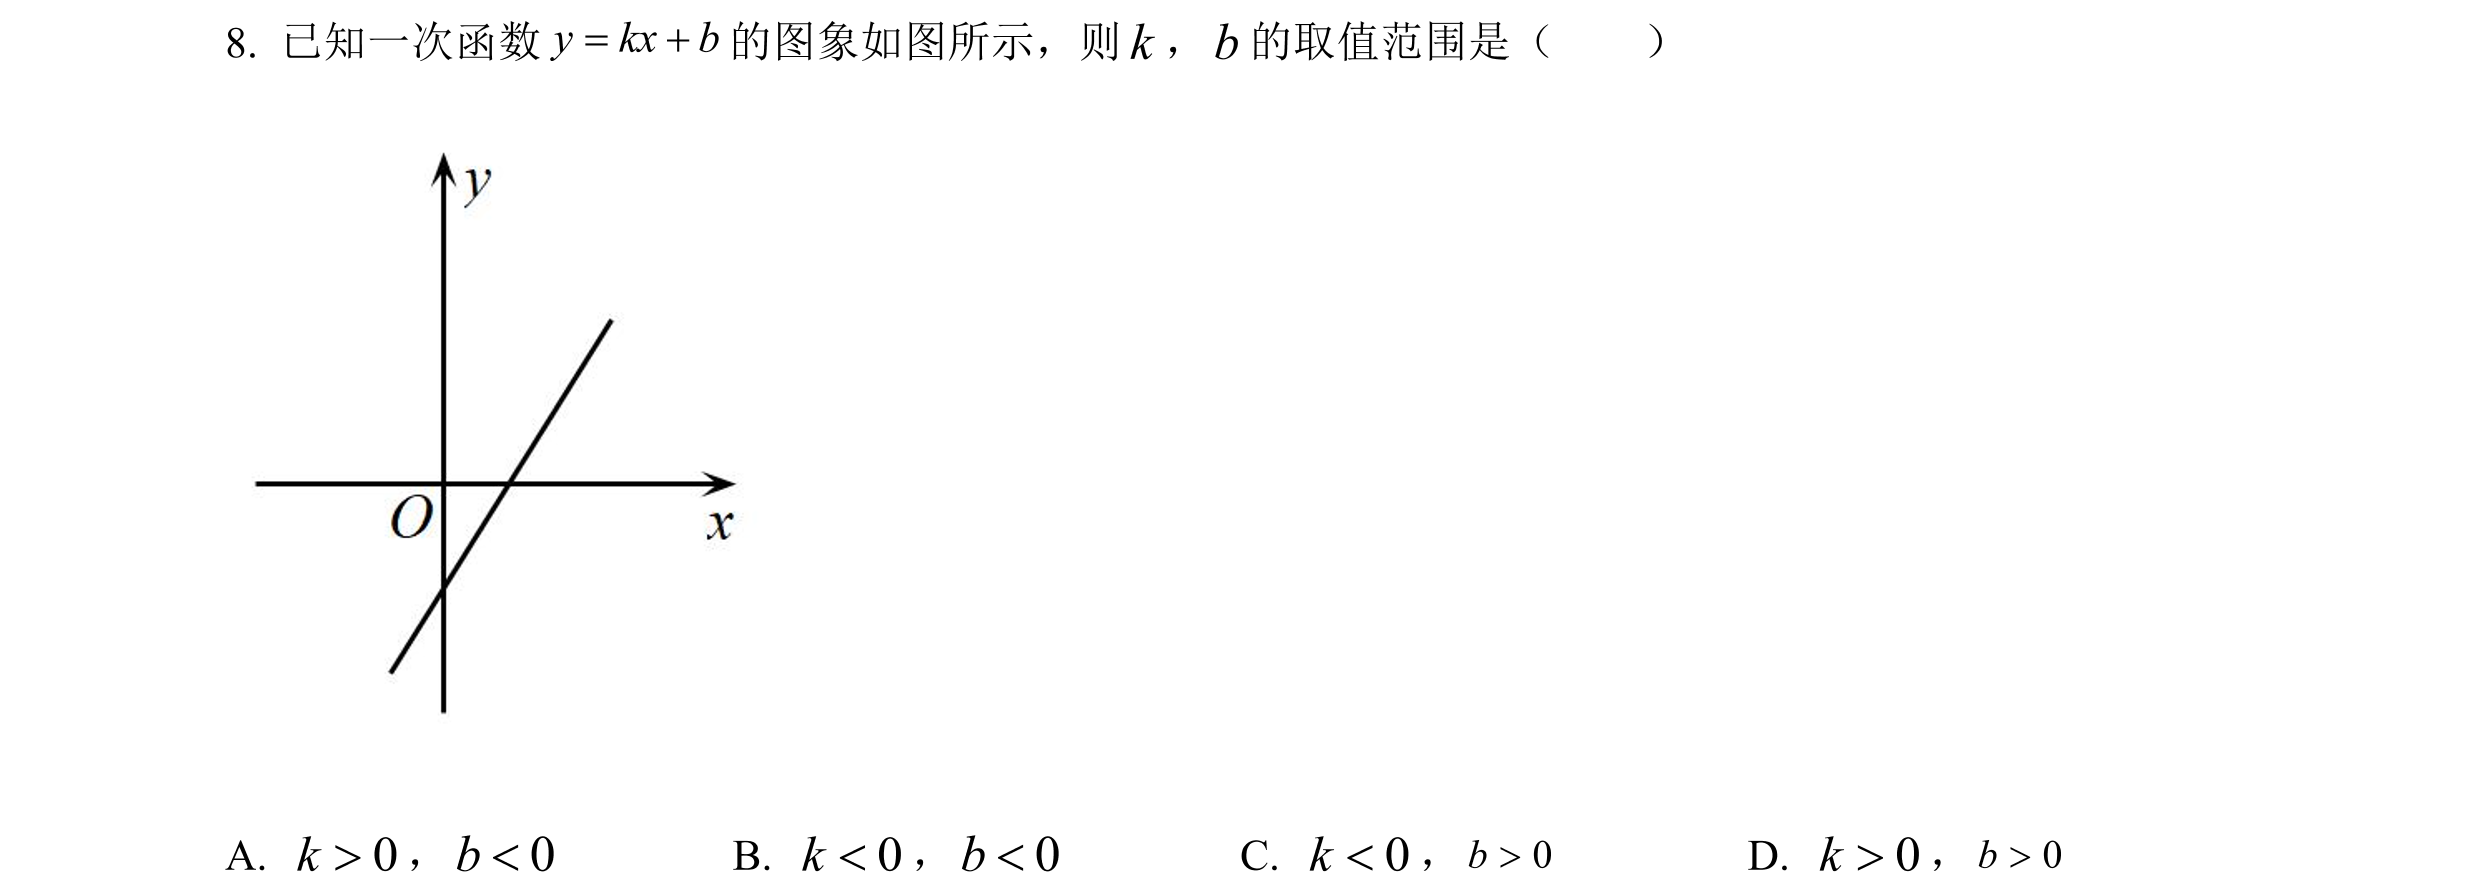 8. 已知一次函数 y = kx + b 的图象如图所示，则 k ， b 的取值范围是（　　）
y
O
x
A. k > 0 ， b < 0 B. k < 0 ， b < 0 C. k < 0 ， b > 0 D. k > 0 ， b > 0